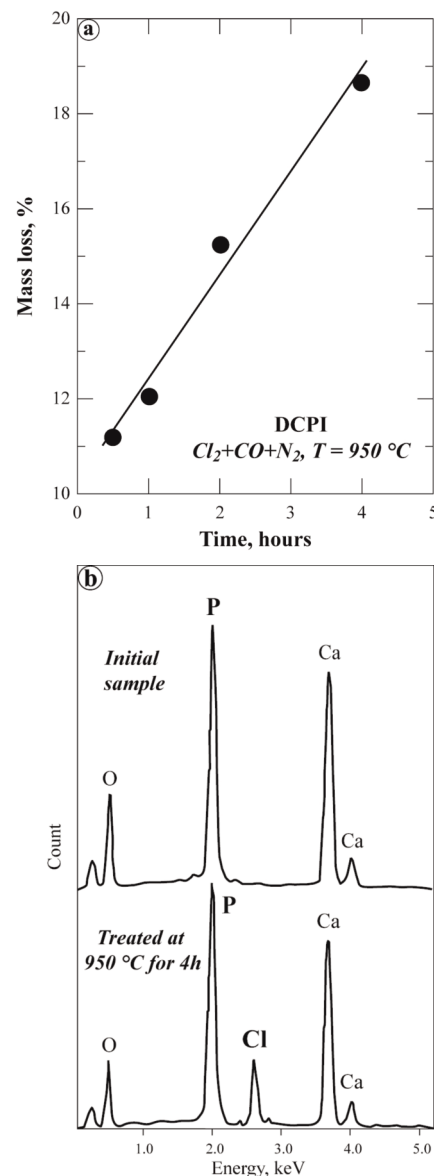 a
20
18
16
14
12
10
Mass loss, %
DCPI
Cl₂+CO+N₂, T = 950 °C
0 1 2 3 4 5
Time, hours
b
P
Ca
Initial
sample
O
Ca
Count
P
Ca
Treated at
950 °C for 4h
Cl
O
Ca
1.0 2.0 3.0 4.0 5.0
Energy, keV